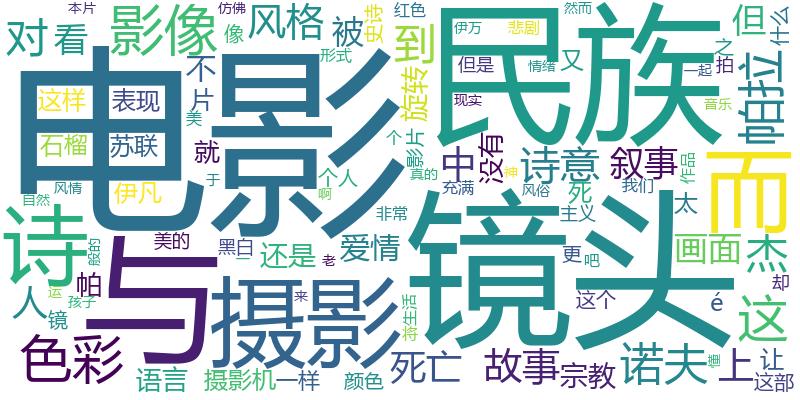 本片 仿佛 影像 风格 被 史诗 红色 伊万 悲剧 然而 什么
对 看 像 形式 到 民族 但是 情绪 又 之 但
电影 不 片 旋转 拍 一起 帕拉
这样 表现 美 个 影片 现实 音乐
石榴 苏联 就 真的 中 没有 诗意 叙事 作品 而
风情 伊凡 于 个人 啊 充满 神 风俗 死 我们 太
自然 诗 般的 与 美的 黑白 一 还是 老 爱情 非常 镜头 主义 更 吧 画面 杰
人 镜 运 孩子 帕 摄影 来 将 生活 这个 é 却 这
色彩 语言 摄影机 一样 颜色 死亡 故事 宗教 诺夫 懂 上 让 这部